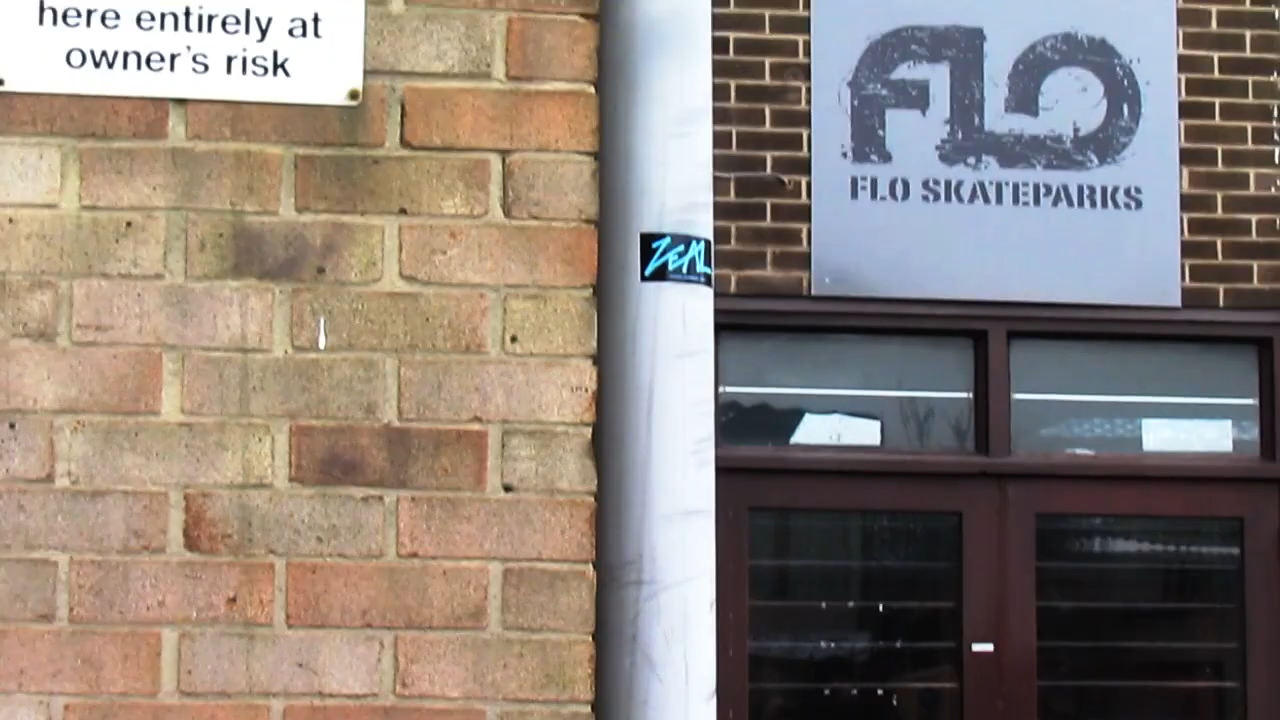 here entirely at
owner's risk
ZEAL
FLO
FLO SKATEPARKS